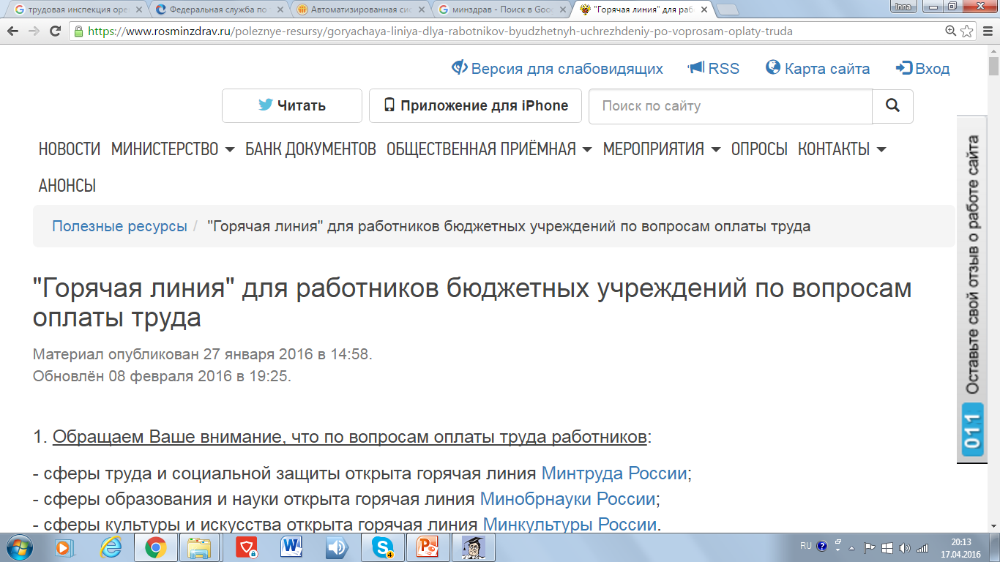 трудовая инспекция оре
Федеральная служба по
Автоматизированная сис
минздрав - Поиск в Goo
"Горячая линия" для раб
Inna
https://www.rosminzdrav.ru/poleznye-resursy/goryachaya-liniya-dlya-rabotnikov-byudzhetnyh-uchrezhdeniy-po-voprosam-oplaty-truda
Версия для слабовидящих RSS Карта сайта Вход
Читать Приложение для iPhone Поиск по сайту
НОВОСТИ МИНИСТЕРСТВО БАНК ДОКУМЕНТОВ ОБЩЕСТВЕННАЯ ПРИЁМНАЯ МЕРОПРИЯТИЯ ОПРОСЫ КОНТАКТЫ
АНОНСЫ
Полезные ресурсы / "Горячая линия" для работников бюджетных учреждений по вопросам оплаты труда
"Горячая линия" для работников бюджетных учреждений по вопросам
оплаты труда
Материал опубликован 27 января 2016 в 14:58.
Обновлён 08 февраля 2016 в 19:25.
1. Обращаем Ваше внимание, что по вопросам оплаты труда работников:
- сферы труда и социальной защиты открыта горячая линия Минтруда России;
- сферы образования и науки открыта горячая линия Минобрнауки России;
- сферы культуры и искусства открыта горячая линия Минкультуры России.
Оставьте свой отзыв о работе сайта
011
4
RU
20:13
17.04.2016